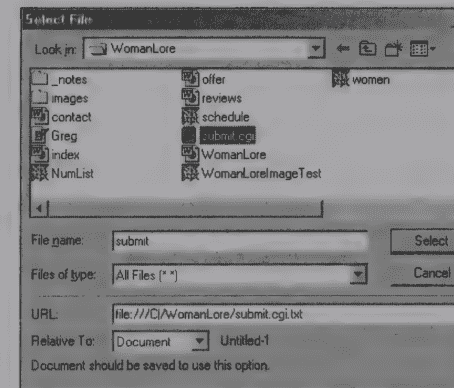 Select File
Look in: WomanLore
_notes offer women
images reviews
contact schedule
Greg submit.cgi
index WomanLore
NumList WomanLoreImageTest
File name: submit Select
Files of type: All Files (*.*) Cancel
URL: file:///C|/WomanLore/submit.cgi.txt
Relative To: Document Untitled-1
Document should be saved to use this option.